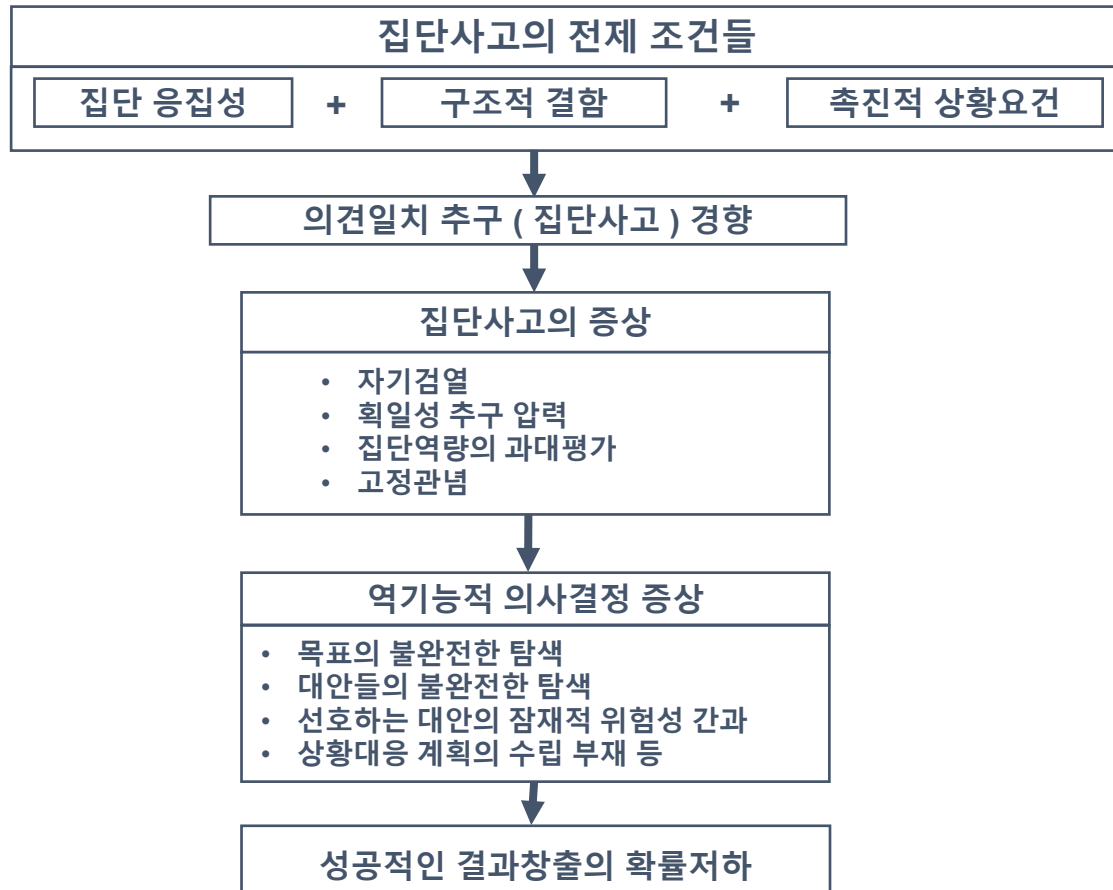 집단사고의 전제 조건들
집단 응집성 + 구조적 결함 + 촉진적 상황요건
의견일치 추구 ( 집단사고 ) 경향
집단사고의 증상
• 자기검열
• 획일성 추구 압력
• 집단역량의 과대평가
• 고정관념
역기능적 의사결정 증상
• 목표의 불완전한 탐색
• 대안들의 불완전한 탐색
• 선호하는 대안의 잠재적 위험성 간과
• 상황대응 계획의 수립 부재 등
성공적인 결과창출의 확률저하